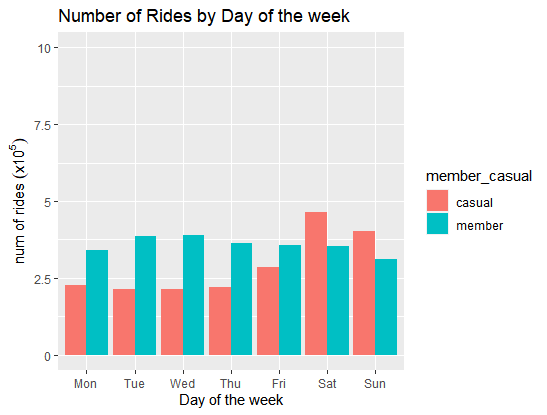 Number of Rides by Day of the week
10
7.5
5
2.5
0
num of rides (x10⁵)
Mon Tue Wed Thu Fri Sat Sun
Day of the week
member_casual
casual
member